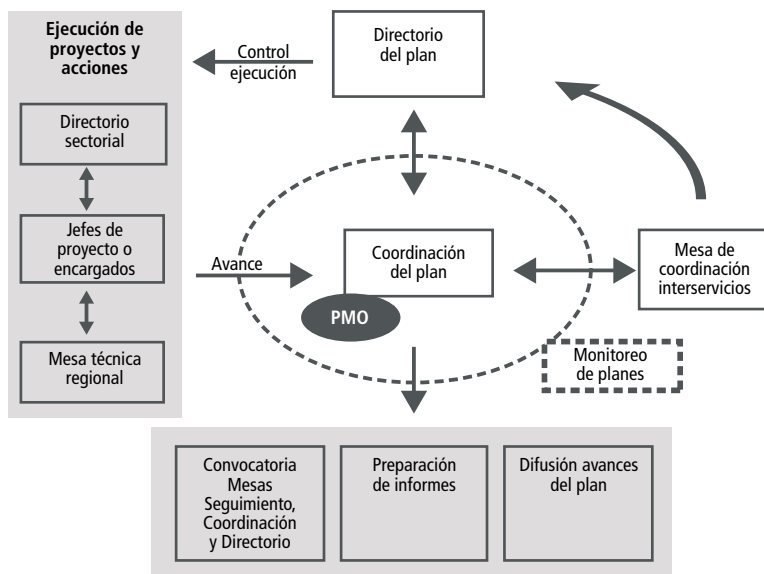 Ejecución de
proyectos y
acciones
Directorio
sectorial
Jefes de
proyecto o
encargados
Mesa técnica
regional
Control
ejecución
Directorio
del plan
Avance
Coordinación
del plan
PMO
Mesa de
coordinación
interservicios
Monitoreo
de planes
Convocatoria
Mesas
Seguimiento,
Coordinación
y Directorio
Preparación
de informes
Difusión avances
del plan